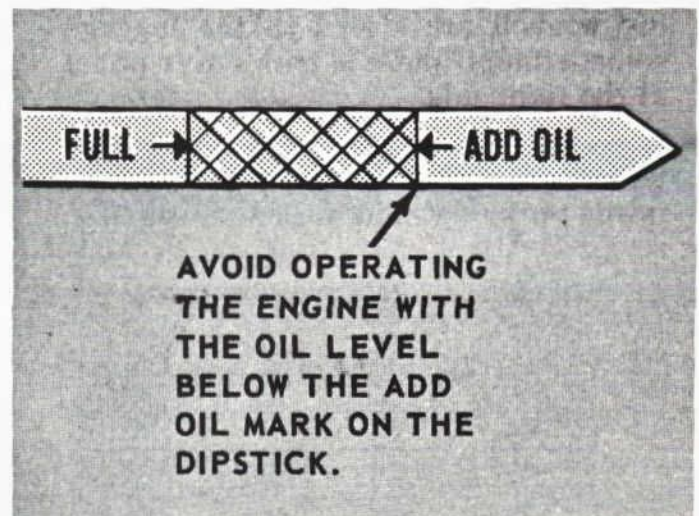 FULL ADD OIL
AVOID OPERATING
THE ENGINE WITH
THE OIL LEVEL
BELOW THE ADD
OIL MARK ON THE
DIPSTICK.